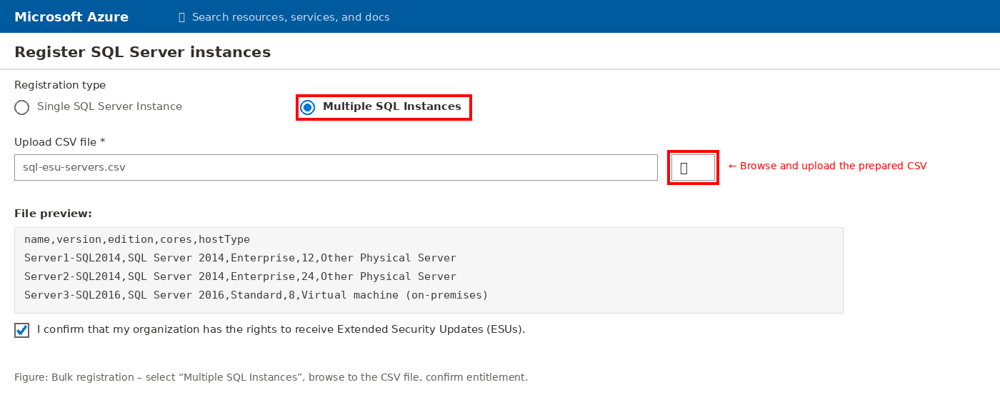 Microsoft Azure
Search resources, services, and docs
Register SQL Server instances
Registration type
Single SQL Server Instance
Multiple SQL Instances
Upload CSV file *
sql-esu-servers.csv
← Browse and upload the prepared CSV
File preview:
name,version,edition,cores,hostType
Server1-SQL2014,SQL Server 2014,Enterprise,12,Other Physical Server
Server2-SQL2014,SQL Server 2014,Enterprise,24,Other Physical Server
Server3-SQL2016,SQL Server 2016,Standard,8,Virtual machine (on-premises)
I confirm that my organization has the rights to receive Extended Security Updates (ESUs).
Figure: Bulk registration – select “Multiple SQL Instances”, browse to the CSV file, confirm entitlement.